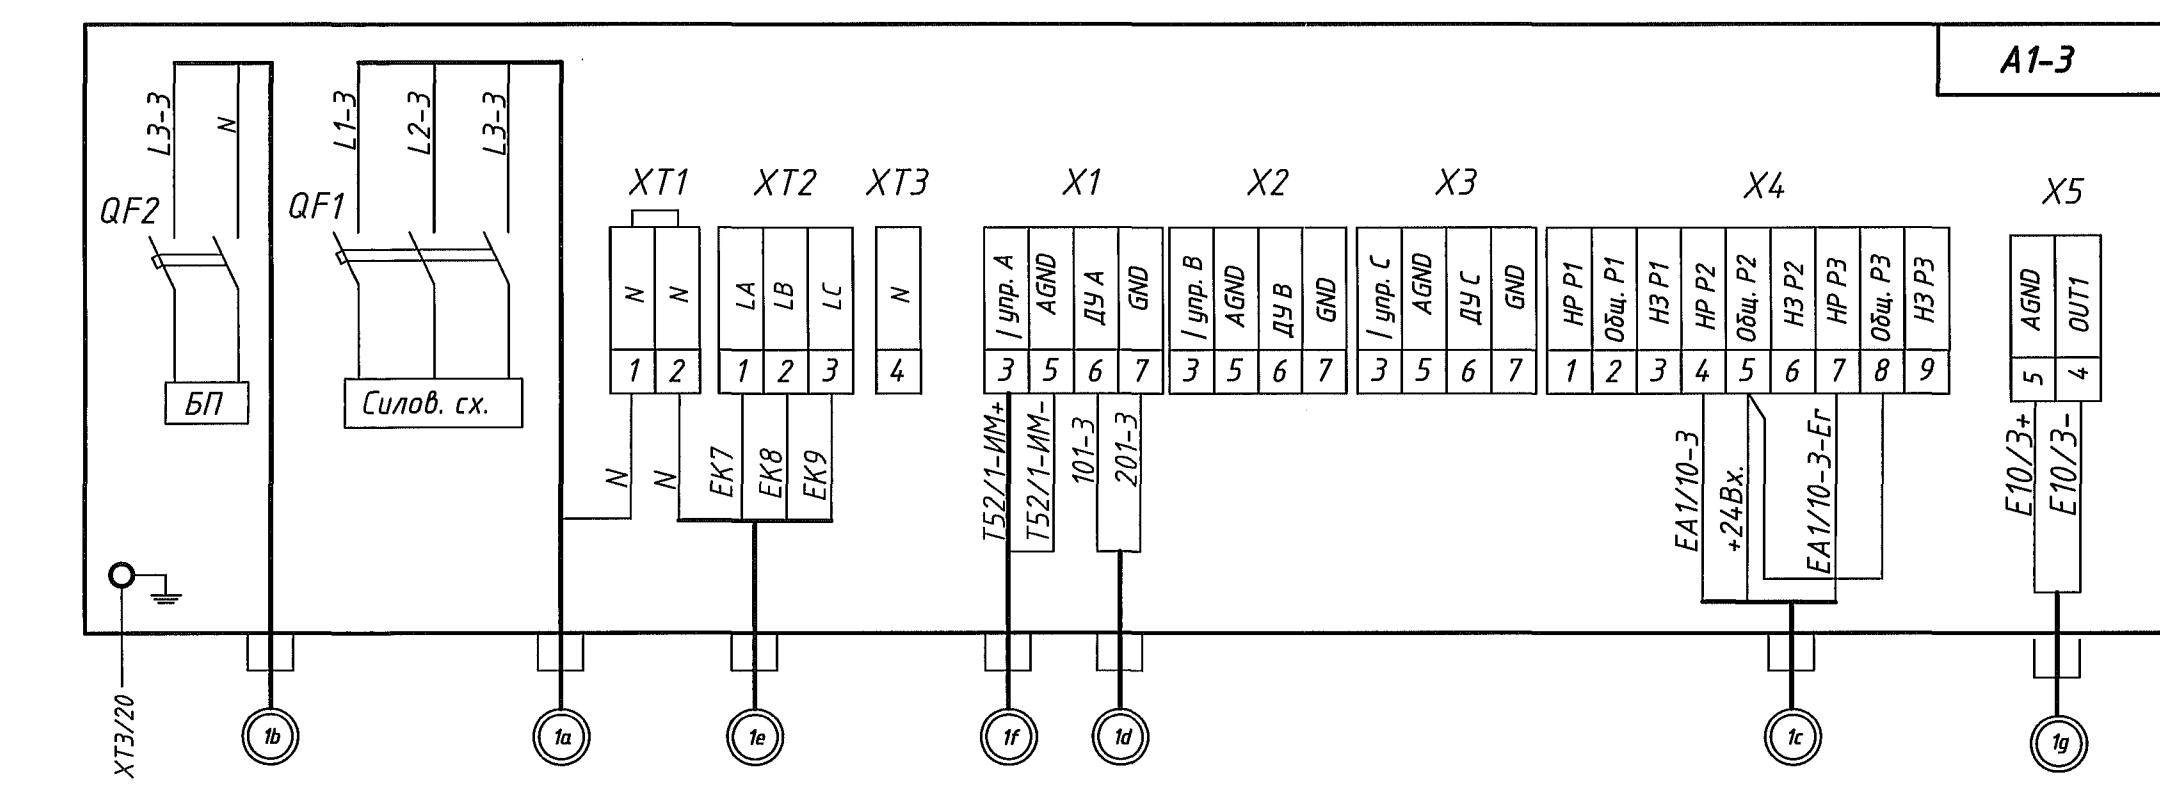 А1-3
L3-3
N
L1-3
L2-3
L3-3
QF2
QF1
БП
Силов. сх.
XT1
N
N
1
2
XT2
LA
LB
LC
1
2
3
XT3
N
4
X1
I упр. А
AGND
ДУ А
GND
3
5
6
7
X2
I упр. В
AGND
ДУ В
GND
3
5
6
7
X3
I упр. С
AGND
ДУ С
GND
3
5
6
7
X4
НР Р1
Общ. Р1
НЗ Р1
НР Р2
Общ. Р2
НЗ Р2
НР Р3
Общ. Р3
НЗ Р3
1
2
3
4
5
6
7
8
9
X5
AGND
OUT1
5
4
N
N
EK7
EK8
EK9
T52/1-ИМ+
T52/1-ИМ-
101-3
201-3
EA1/10-3
+24Вх.
EA1/10-3-Ег
E10/3+
E10/3-
XT3/20
1b
1a
1e
1f
1d
1c
1g